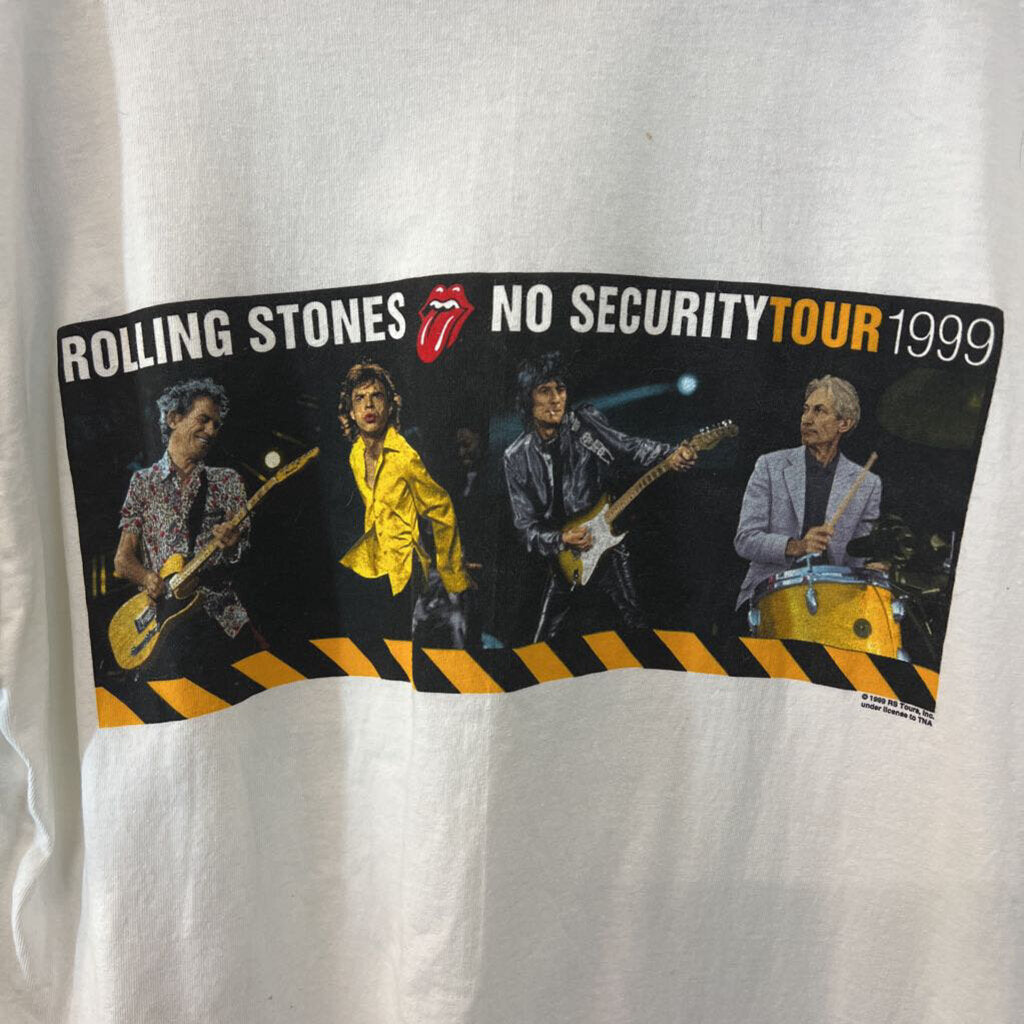 ROLLING STONES NO SECURITYTOUR1999
© 1999 RS Tours, Inc.
under license to TNA